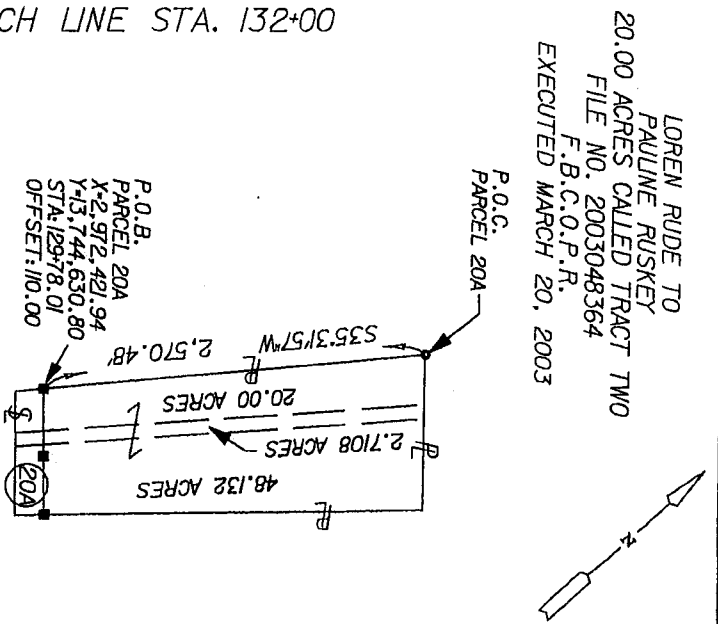 CH LINE STA. 132+00
LOREN RUDE TO
PAULINE RUSKEY
20.00 ACRES CALLED TRACT TWO
FILE NO. 2003048364
F.B.C.O.P.R.
EXECUTED MARCH 20, 2003
P.O.C.
PARCEL 20A
P.O.B.
PARCEL 20A
X=2,972,421.94
Y=13,744,630.80
STA.129+78.01
OFFSET: 110.00
S35°31'57"W
2,570.48'
20.00 ACRES
2.7108 ACRES
48.132 ACRES
PL
PL
PL
20A
N